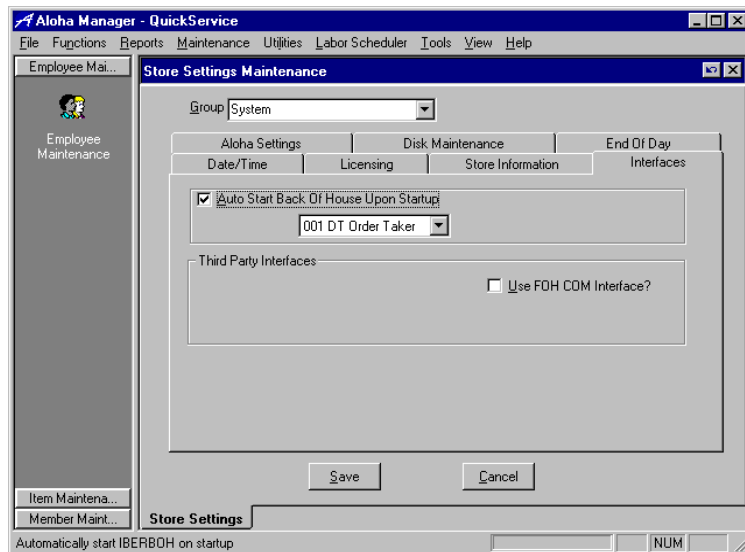 Aloha Manager - QuickService
File Functions Reports Maintenance Utilities Labor Scheduler Tools View Help
Employee Mai...
Store Settings Maintenance
Group System
Employee
Maintenance
Aloha Settings Disk Maintenance End Of Day
Date/Time Licensing Store Information Interfaces
Auto Start Back Of House Upon Startup
001 DT Order Taker
Third Party Interfaces
Use FOH COM Interface?
Save Cancel
Item Maintena...
Member Maint...
Store Settings
Automatically start IBERBOH on startup NUM